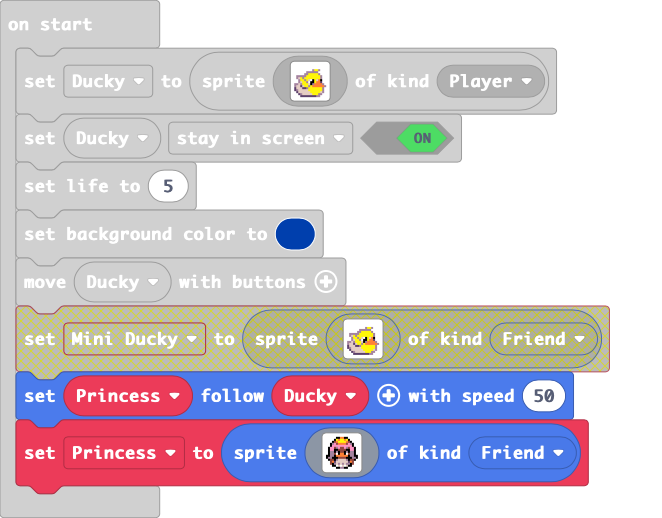 on start
set Ducky to sprite of kind Player
set Ducky stay in screen ON
set life to 5
set background color to
move Ducky with buttons
set Mini Ducky to sprite of kind Friend
set Princess follow Ducky with speed 50
set Princess to sprite of kind Friend